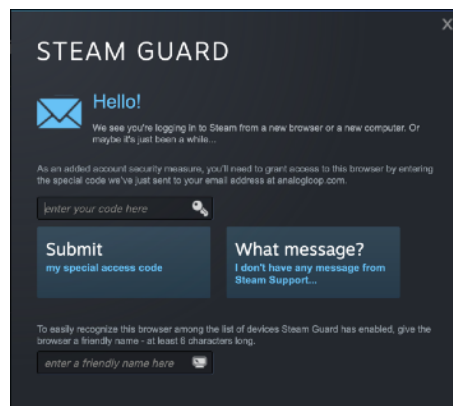 X
STEAM GUARD
Hello!
We see you're logging in to Steam from a new browser or a new computer. Or
maybe it's just been a while...
As an added account security measure, you'll need to grant access to this browser by entering
the special code we've just sent to your email address at analogloop.com.
enter your code here
Submit
my special access code
What message?
I don't have any message from
Steam Support...
To easily recognize this browser among the list of devices Steam Guard has enabled, give the
browser a friendly name - at least 6 characters long.
enter a friendly name here